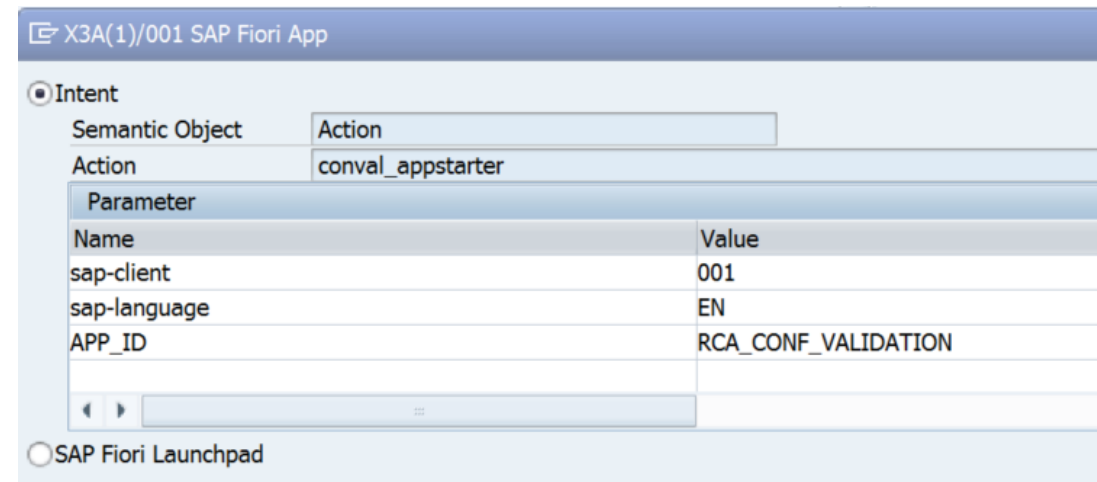 X3A(1)/001 SAP Fiori App
Intent
Semantic Object Action
Action conval_appstarter
Parameter
Name Value
sap-client 001
sap-language EN
APP_ID RCA_CONF_VALIDATION
SAP Fiori Launchpad